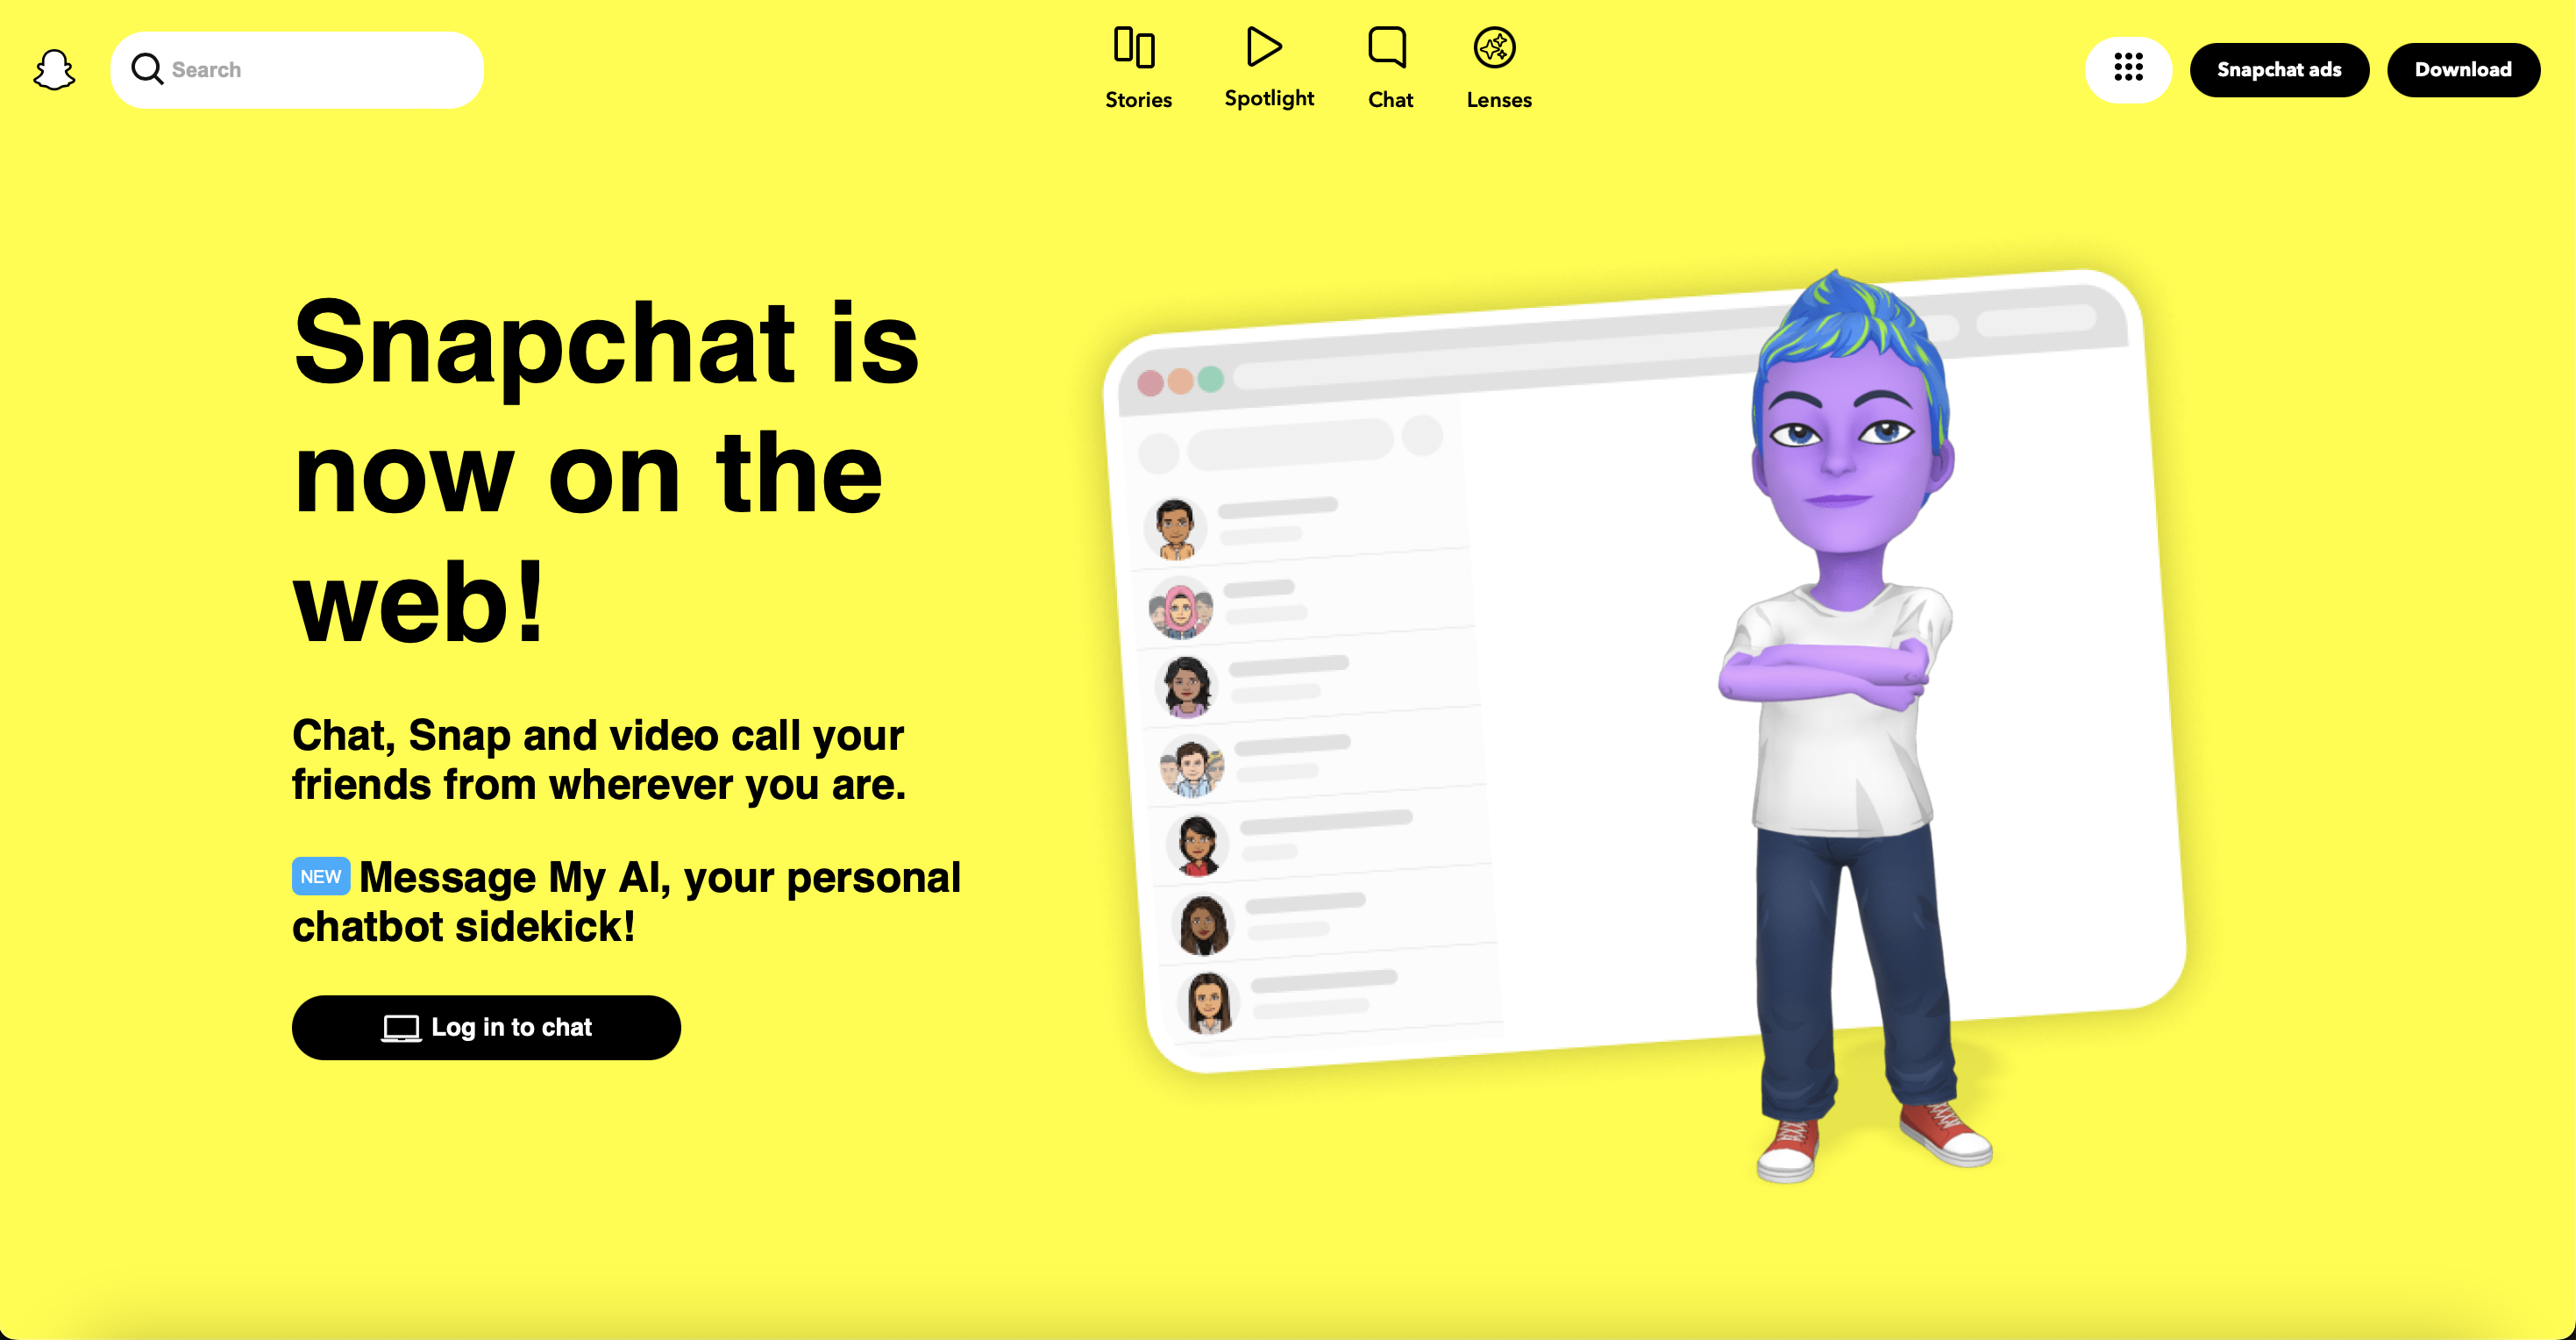 Search
Stories
Spotlight
Chat
Lenses
Snapchat ads
Download
Snapchat is
now on the
web!
Chat, Snap and video call your
friends from wherever you are.
NEW Message My AI, your personal
chatbot sidekick!
Log in to chat